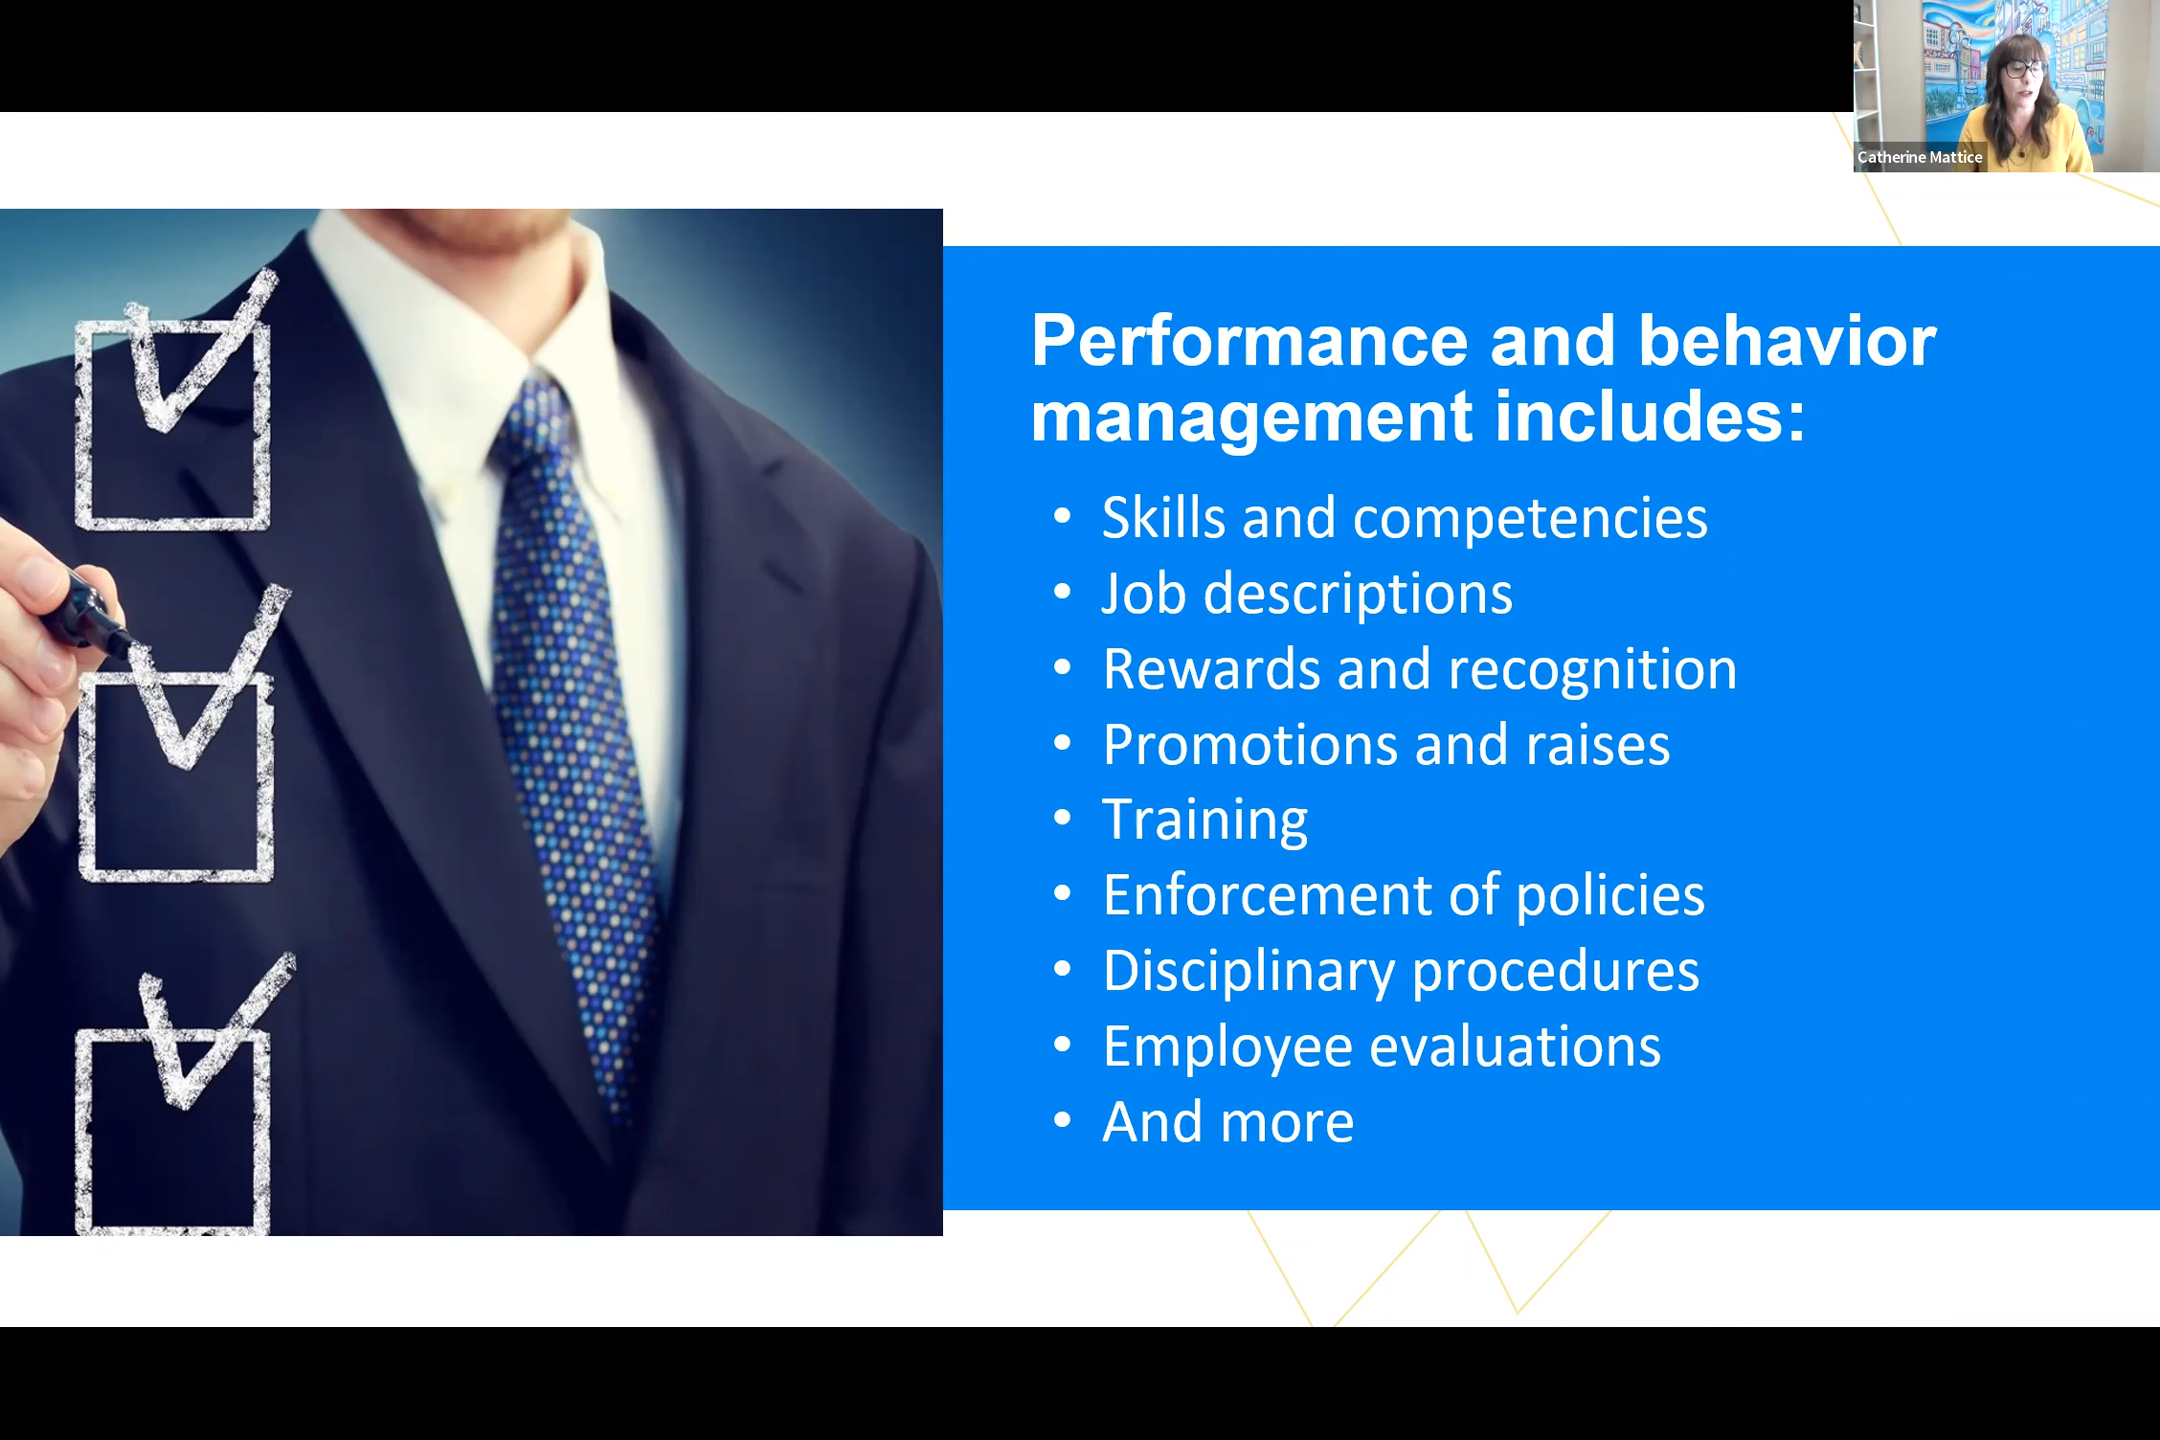 Catherine Mattice
Performance and behavior
management includes:
• Skills and competencies
• Job descriptions
• Rewards and recognition
• Promotions and raises
• Training
• Enforcement of policies
• Disciplinary procedures
• Employee evaluations
• And more